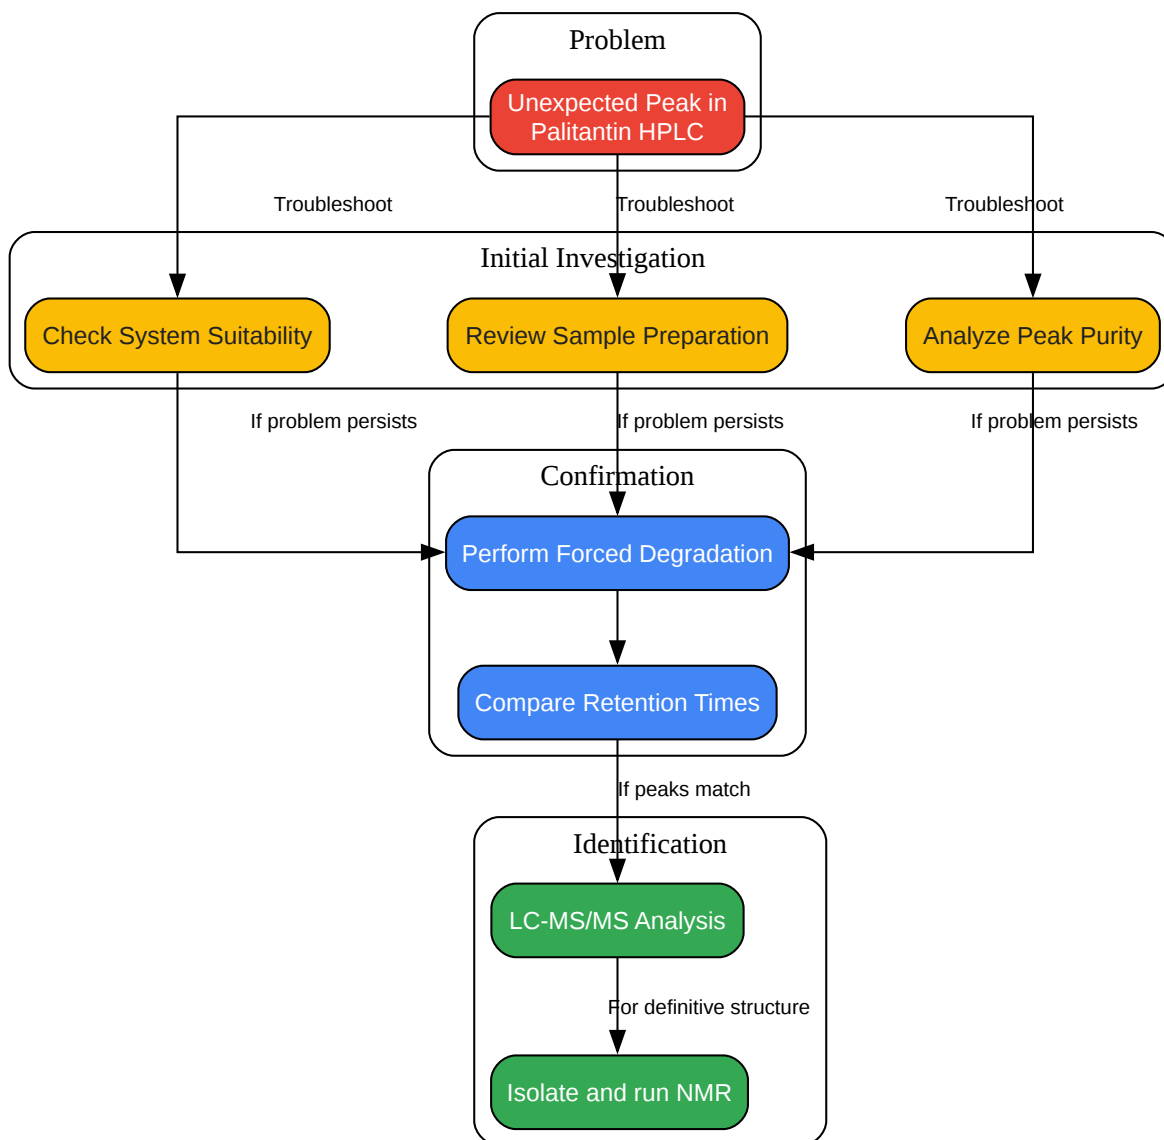 Problem
Unexpected Peak in
Palitantin HPLC
Troubleshoot
Troubleshoot
Troubleshoot
Initial Investigation
Check System Suitability
Review Sample Preparation
Analyze Peak Purity
If problem persists
If problem persists
If problem persists
Confirmation
Perform Forced Degradation
Compare Retention Times
If peaks match
Identification
LC-MS/MS Analysis
For definitive structure
Isolate and run NMR